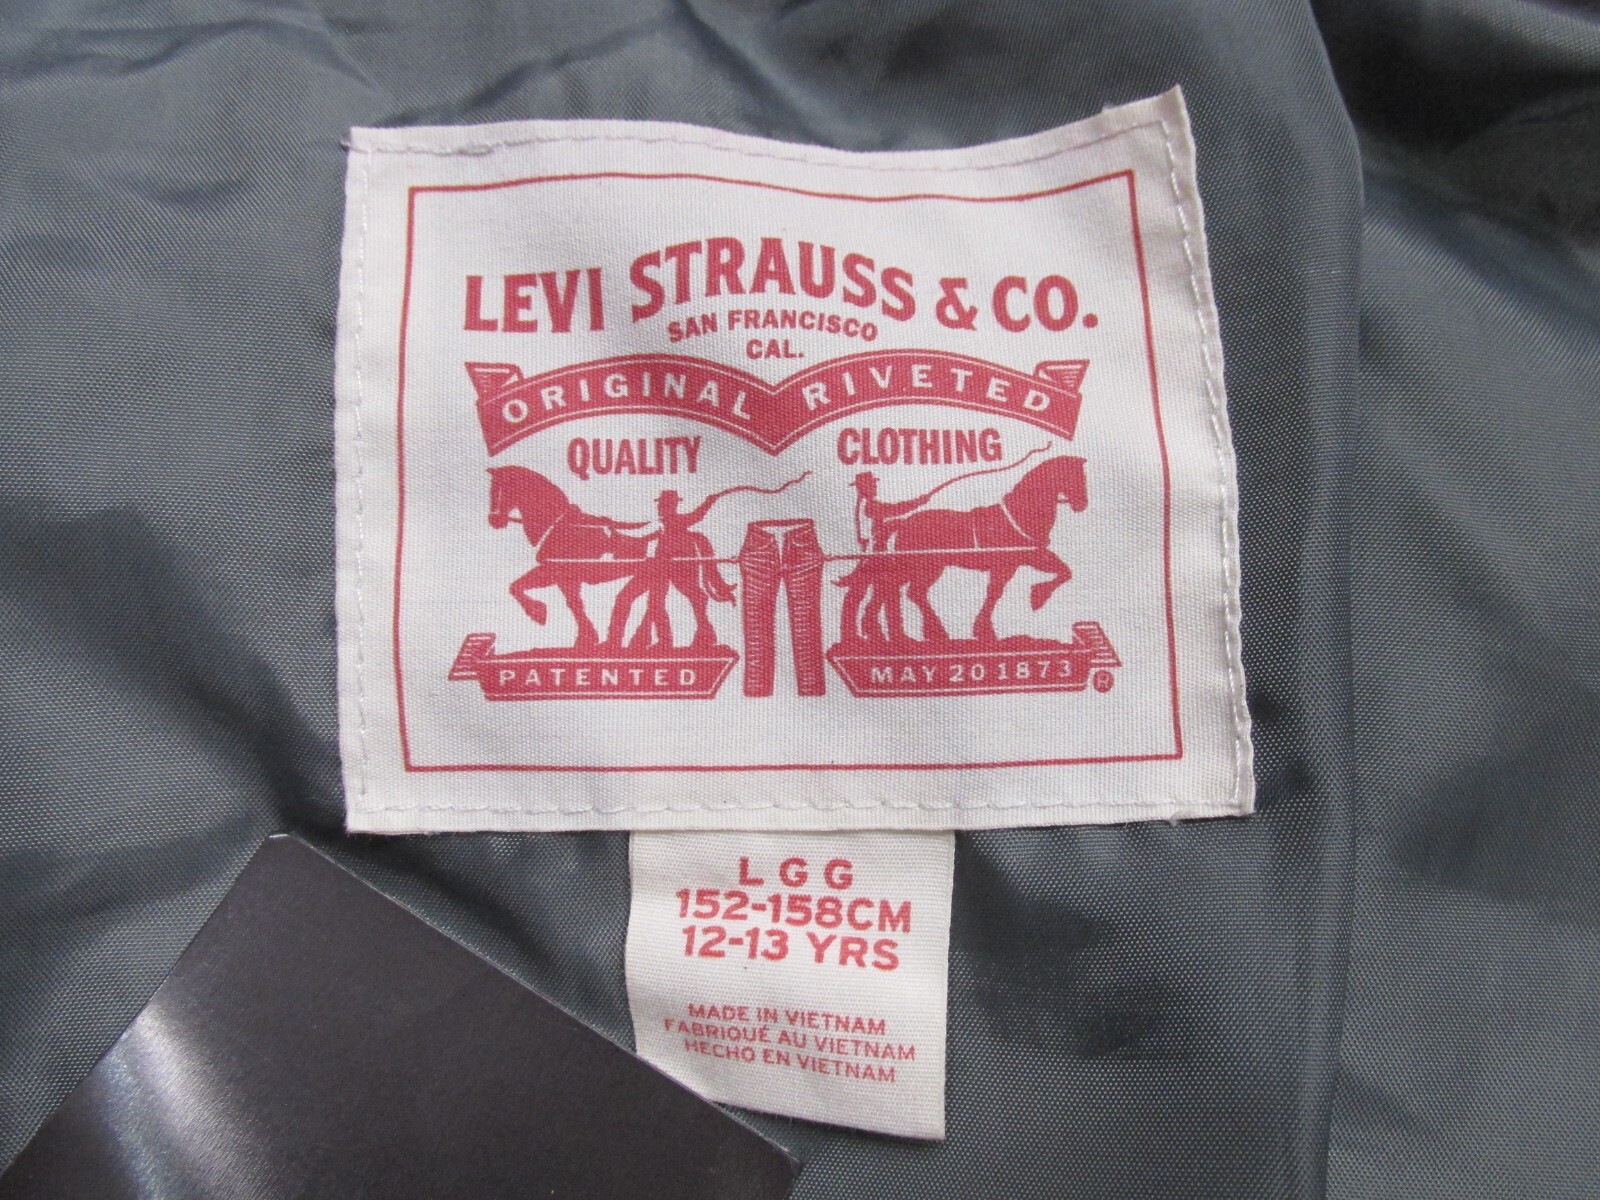 LEVI STRAUSS & CO.
SAN FRANCISCO
CAL.
ORIGINAL RIVETED
QUALITY CLOTHING
PATENTED MAY 20 1873 ®
L G G
152-158CM
12-13 YRS
MADE IN VIETNAM
FABRIQUÉ AU VIETNAM
HECHO EN VIETNAM